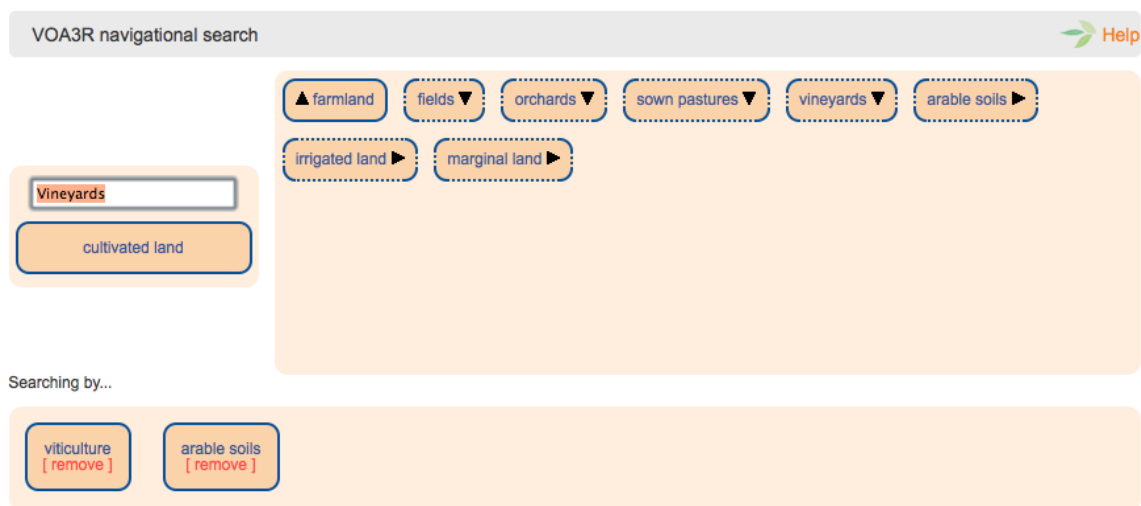 VOA3R navigational search
Help
▲ farmland fields ▼ orchards ▼ sown pastures ▼ vineyards ▼ arable soils ►
irrigated land ► marginal land ►
Vineyards
cultivated land
Searching by...
viticulture
[ remove ]
arable soils
[ remove ]